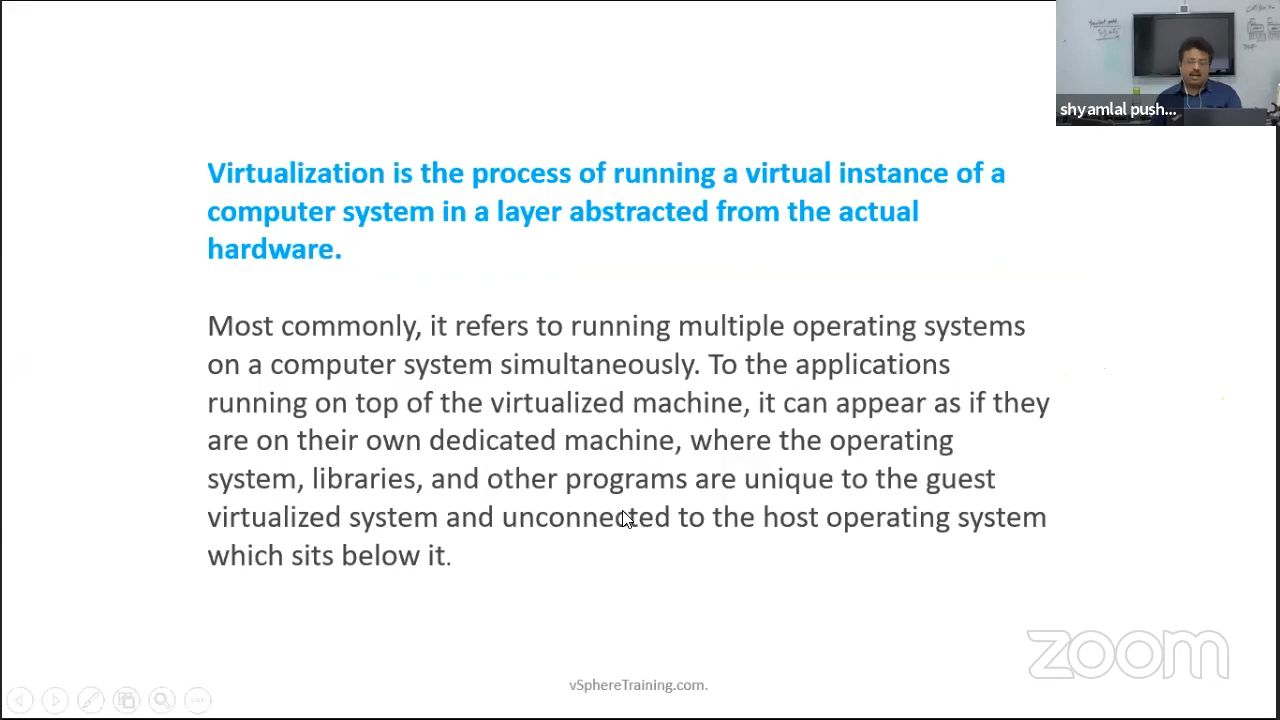 shyamlal push...
Virtualization is the process of running a virtual instance of a
computer system in a layer abstracted from the actual
hardware.
Most commonly, it refers to running multiple operating systems
on a computer system simultaneously. To the applications
running on top of the virtualized machine, it can appear as if they
are on their own dedicated machine, where the operating
system, libraries, and other programs are unique to the guest
virtualized system and unconnected to the host operating system
which sits below it.
zoom
vSphereTraining.com.